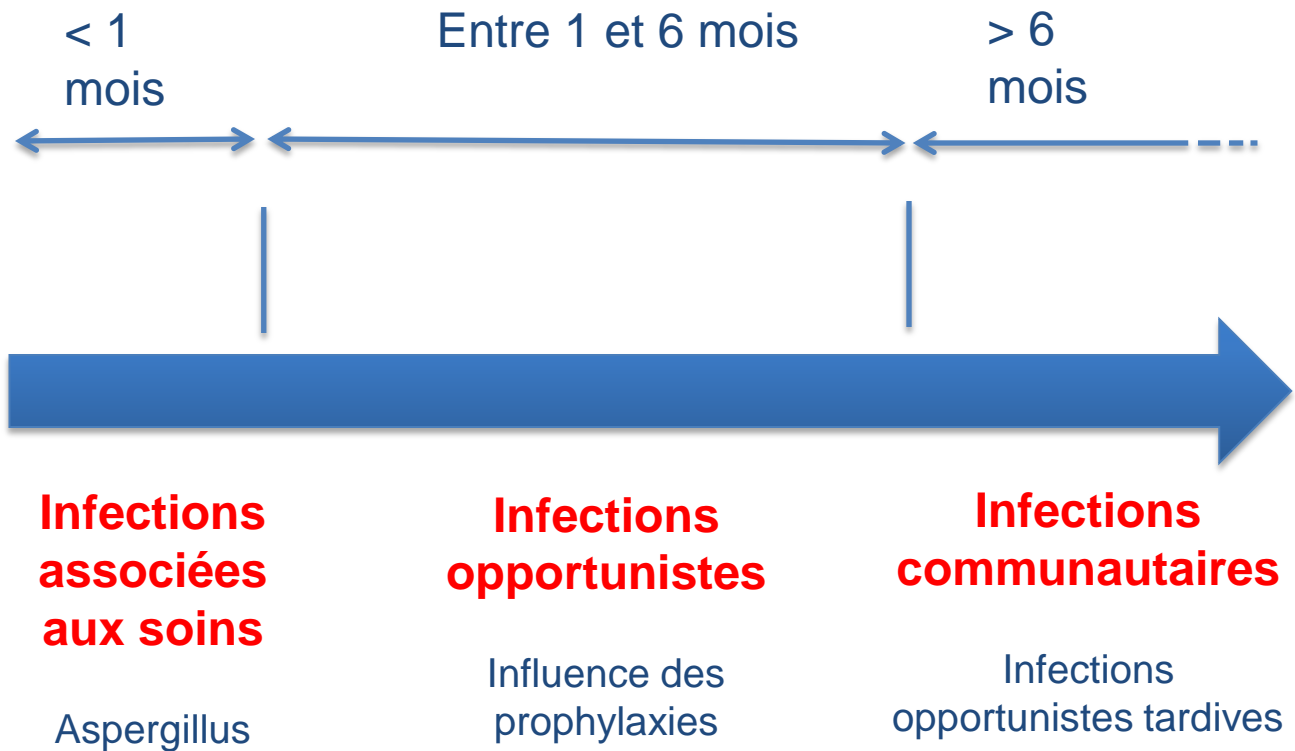 < 1
mois
Entre 1 et 6 mois
> 6
mois
Infections
associées
aux soins
Aspergillus
Infections
opportunistes
Influence des
prophylaxies
Infections
communautaires
Infections
opportunistes tardives